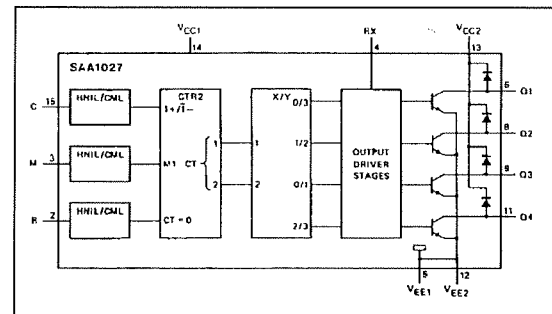 VCC1 RX VCC2
14 4 13
SAA1027
C 15 HNIL/CML CTR2 1+/1̅− X/Y 0/3 6 Q1
1 1 1/2 8 Q2
M 3 HNIL/CML M1 CT OUTPUT DRIVER STAGES
2 2 0/1 9 Q3
R 2 HNIL/CML CT = 0 2/3 11 Q4
5 12
VEE1 VEE2